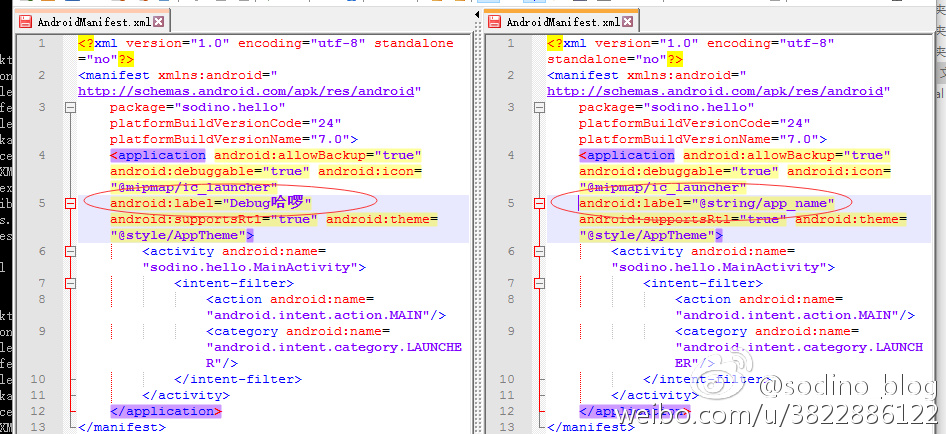 AndroidManifest.xml
1 <?xml version="1.0" encoding="utf-8" standalone
="no"?>
2 <manifest xmlns:android="
http://schemas.android.com/apk/res/android"
3 package="sodino.hello"
platformBuildVersionCode="24"
platformBuildVersionName="7.0">
4 <application android:allowBackup="true"
android:debuggable="true" android:icon=
"@mipmap/ic_launcher"
5 android:label="Debug哈啰"
android:supportsRtl="true" android:theme=
"@style/AppTheme">
6 <activity android:name=
"sodino.hello.MainActivity">
7 <intent-filter>
8 <action android:name=
"android.intent.action.MAIN"/>
9 <category android:name=
"android.intent.category.LAUNCHE
R"/>
10 </intent-filter>
11 </activity>
12 </application>
13 </manifest>
AndroidManifest.xml
1 <?xml version="1.0" encoding="utf-8"
standalone="no"?>
2 <manifest xmlns:android="
http://schemas.android.com/apk/res/android"
3 package="sodino.hello"
platformBuildVersionCode="24"
platformBuildVersionName="7.0">
4 <application android:allowBackup="true"
android:debuggable="true" android:icon=
"@mipmap/ic_launcher"
5 android:label="@string/app_name"
android:supportsRtl="true" android:theme=
"@style/AppTheme">
6 <activity android:name=
"sodino.hello.MainActivity">
7 <intent-filter>
8 <action android:name=
"android.intent.action.MAIN"/>
9 <category android:name=
"android.intent.category.LAUNCH
ER"/>
10 </intent-filter>
11 </activity>
12 </application>
13 </manifest>
@sodino_blog
weibo.com/u/3822886122